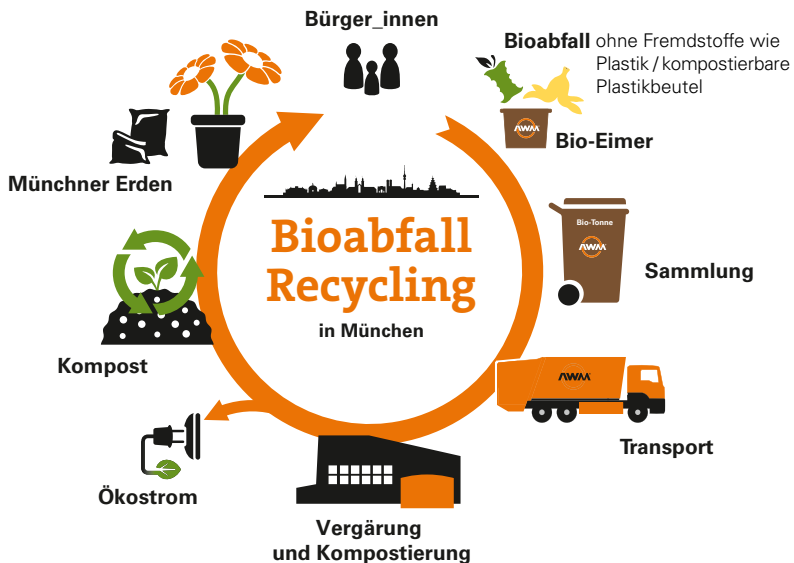 Bürger_innen
Bioabfall ohne Fremdstoffe wie
Plastik / kompostierbare
Plastikbeutel
AWM
Bio-Eimer
Bio-Tonne
AWM
Sammlung
AWM
Transport
Vergärung
und Kompostierung
Ökostrom
Kompost
Münchner Erden
Bioabfall
Recycling
in München